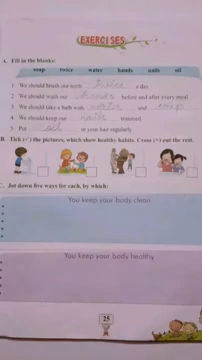 EXERCISES
A. Fill in the blanks:
soap twice water hands nails oil
1 We should brush our teeth twice a day
2 We should wash our hands before and after every meal
3 We should take a bath with water and soap
4 We should keep our nails trimmed.
5 Put oil in your hair regularly.
B. Tick (✓) the pictures, which show healthy habits. Cross (×) out the rest.
C. Jot down five ways for each, by which:
You keep your body clean
You keep your body healthy
25